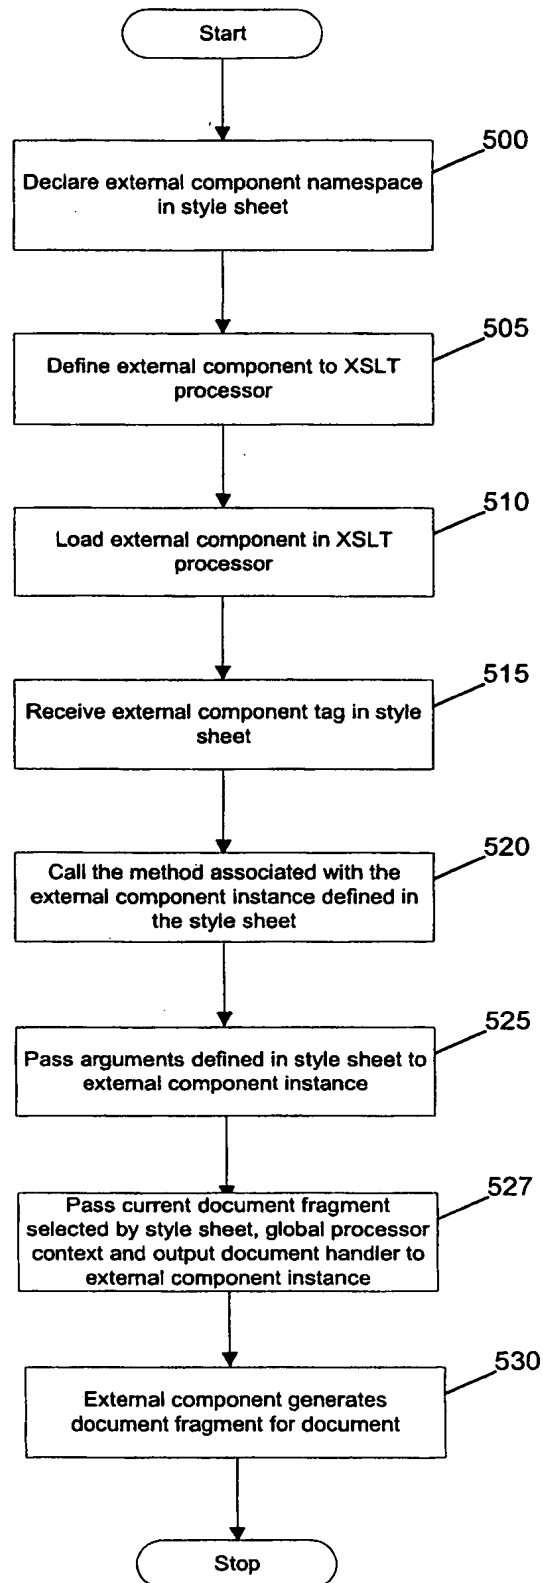 Start
500
Declare external component namespace
in style sheet
505
Define external component to XSLT
processor
510
Load external component in XSLT
processor
515
Receive external component tag in style
sheet
520
Call the method associated with the
external component instance defined in
the style sheet
525
Pass arguments defined in style sheet to
external component instance
527
Pass current document fragment
selected by style sheet, global processor
context and output document handler to
external component instance
530
External component generates
document fragment for document
Stop